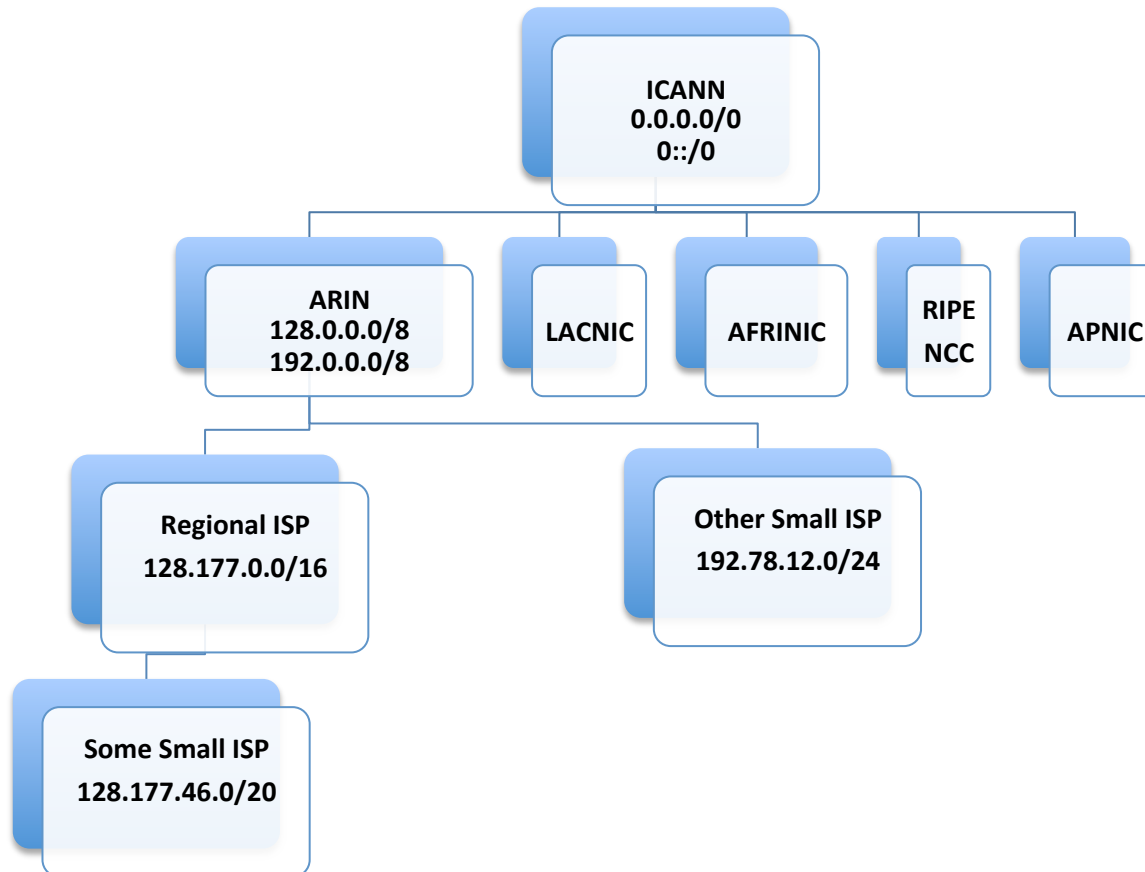 ICANN
0.0.0.0/0
0::/0
ARIN
128.0.0.0/8
192.0.0.0/8
LACNIC
AFRINIC
RIPE
NCC
APNIC
Regional ISP
128.177.0.0/16
Other Small ISP
192.78.12.0/24
Some Small ISP
128.177.46.0/20